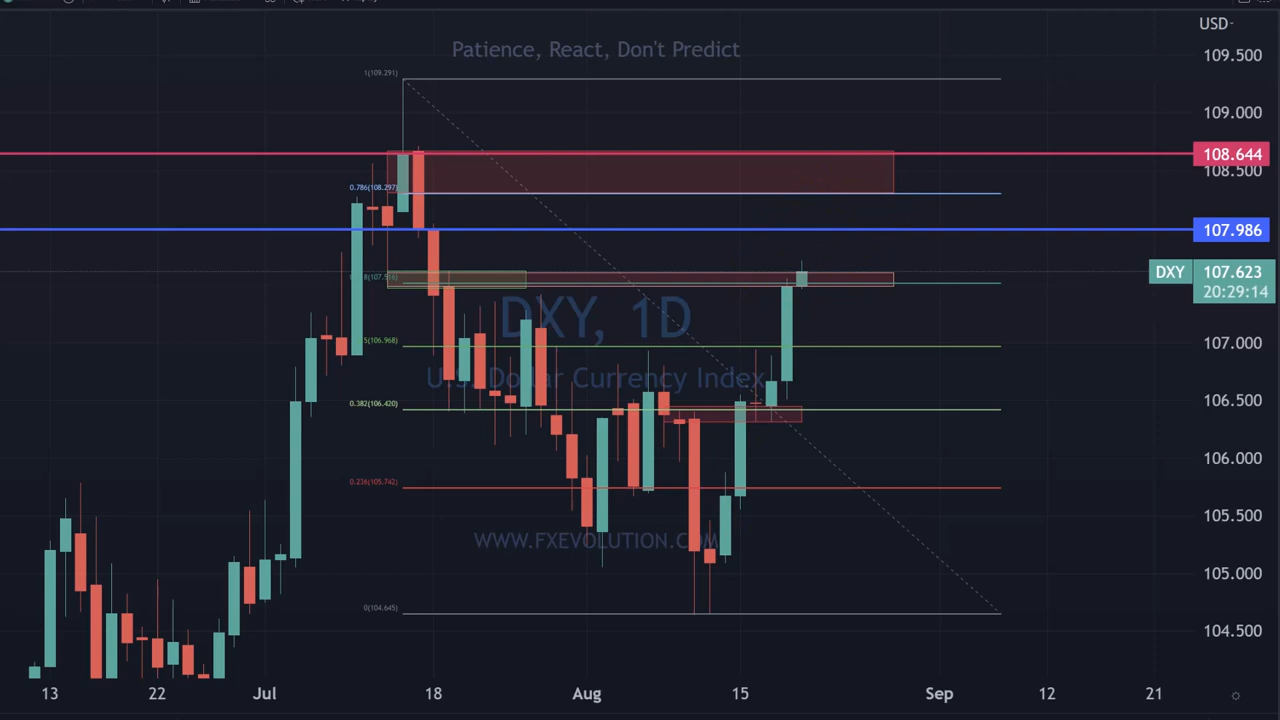 USD
Patience, React, Don't Predict
109.500
1(109.291)
109.000
108.644
108.500
0.786(108.297)
107.986
DXY 107.623
20:29:14
DXY, 1D
107.000
106.968)
U.S. Dollar Currency Index
0.382(106.420)
106.500
106.000
0.236(105.742)
105.500
WWW.FXEVOLUTION.COM
105.000
0(104.645)
104.500
13 22 Jul 18 Aug 15 Sep 12 21